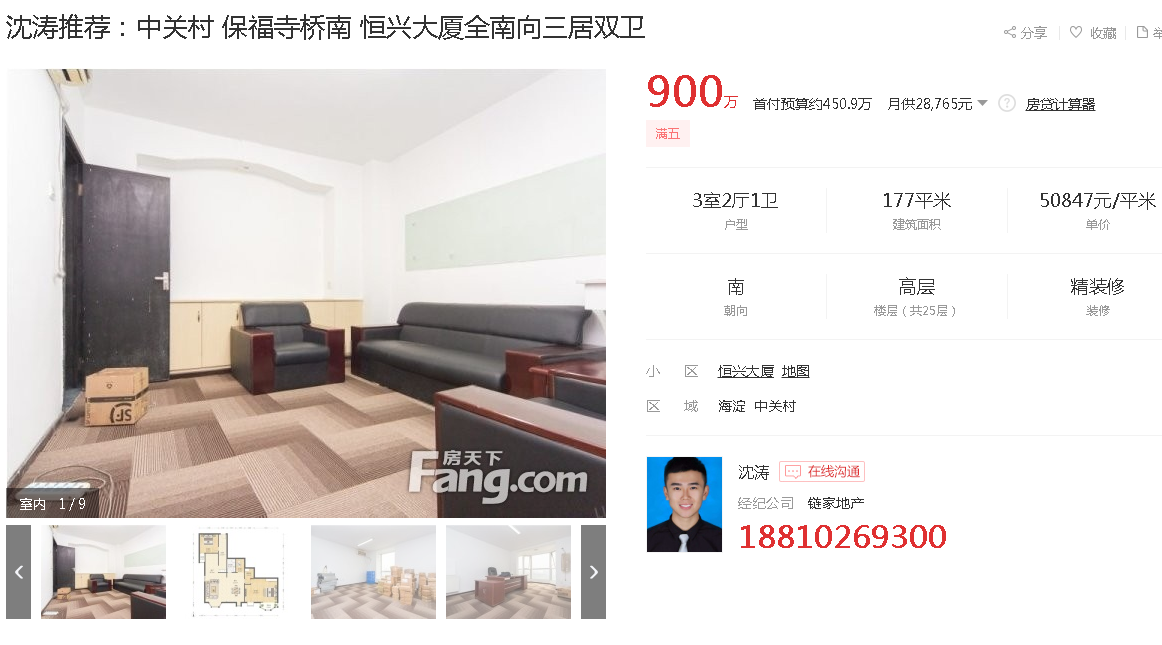 沈涛推荐：中关村 保福寺桥南 恒兴大厦全南向三居双卫
分享 收藏
900万 首付预算约450.9万 月供28,765元 ? 房贷计算器
满五
3室2厅1卫 177平米 50847元/平米
户型 建筑面积 单价
南 高层 精装修
朝向 楼层（共25层） 装修
小 区 恒兴大厦 地图
区 域 海淀 中关村
房天下
Fang.com
室内 1/9
沈涛 在线沟通
经纪公司 链家地产
18810269300